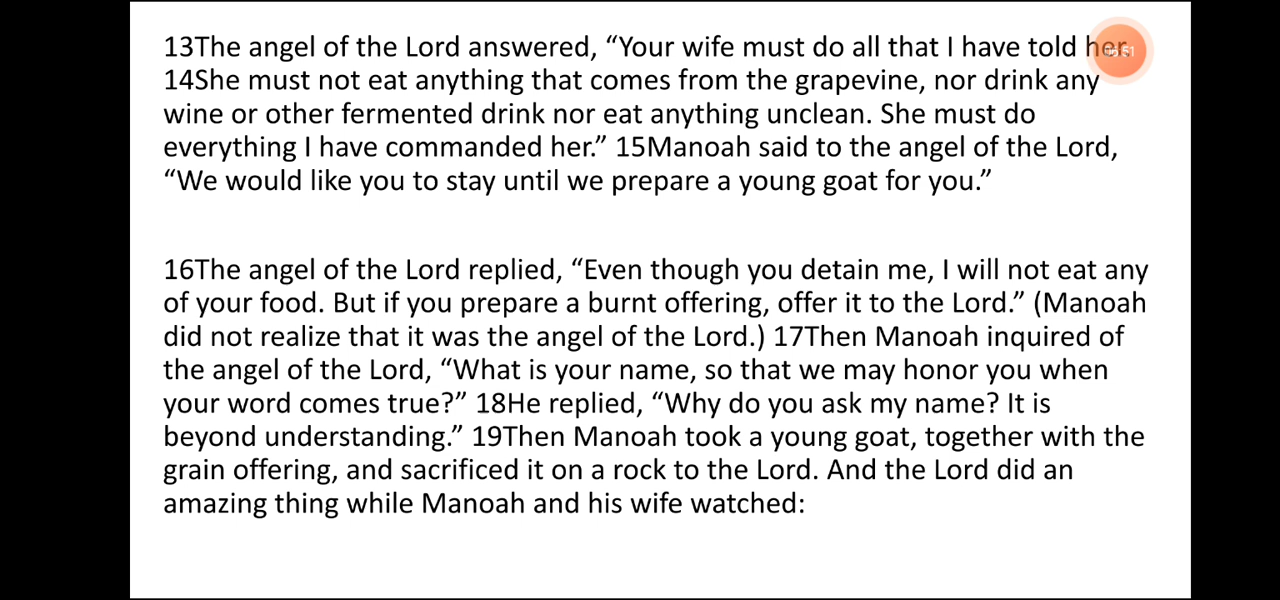 13The angel of the Lord answered, “Your wife must do all that I have told her.
14She must not eat anything that comes from the grapevine, nor drink any
wine or other fermented drink nor eat anything unclean. She must do
everything I have commanded her.” 15Manoah said to the angel of the Lord,
“We would like you to stay until we prepare a young goat for you.”
16The angel of the Lord replied, “Even though you detain me, I will not eat any
of your food. But if you prepare a burnt offering, offer it to the Lord.” (Manoah
did not realize that it was the angel of the Lord.) 17Then Manoah inquired of
the angel of the Lord, “What is your name, so that we may honor you when
your word comes true?” 18He replied, “Why do you ask my name? It is
beyond understanding.” 19Then Manoah took a young goat, together with the
grain offering, and sacrificed it on a rock to the Lord. And the Lord did an
amazing thing while Manoah and his wife watched: